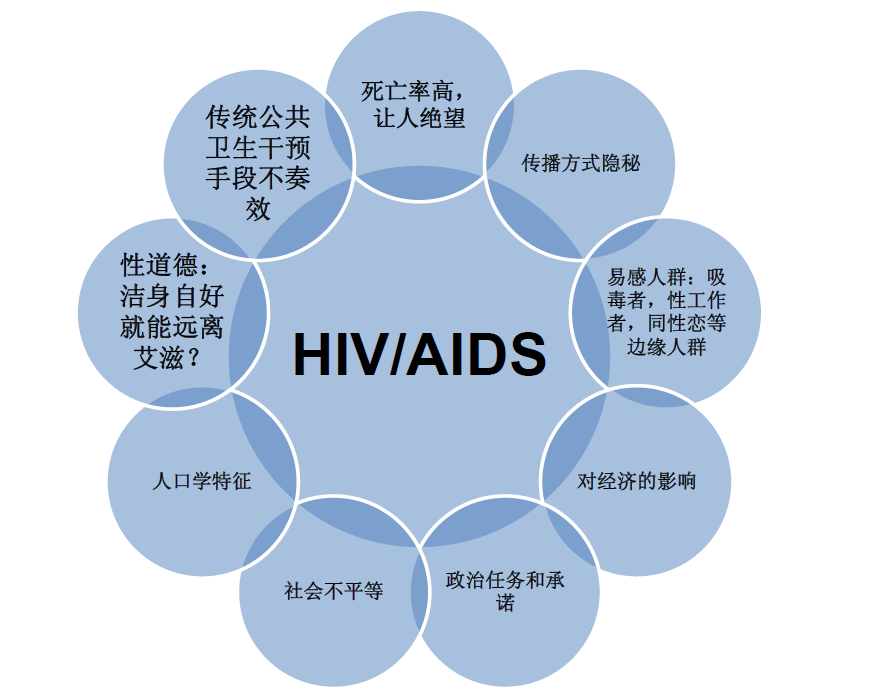 死亡率高，
让人绝望
传播方式隐秘
易感人群：吸
毒者，性工作
者，同性恋等
边缘人群
对经济的影响
政治任务和承
诺
社会不平等
人口学特征
性道德：
洁身自好
就能远离
艾滋？
传统公共
卫生干预
手段不奏
效
HIV/AIDS